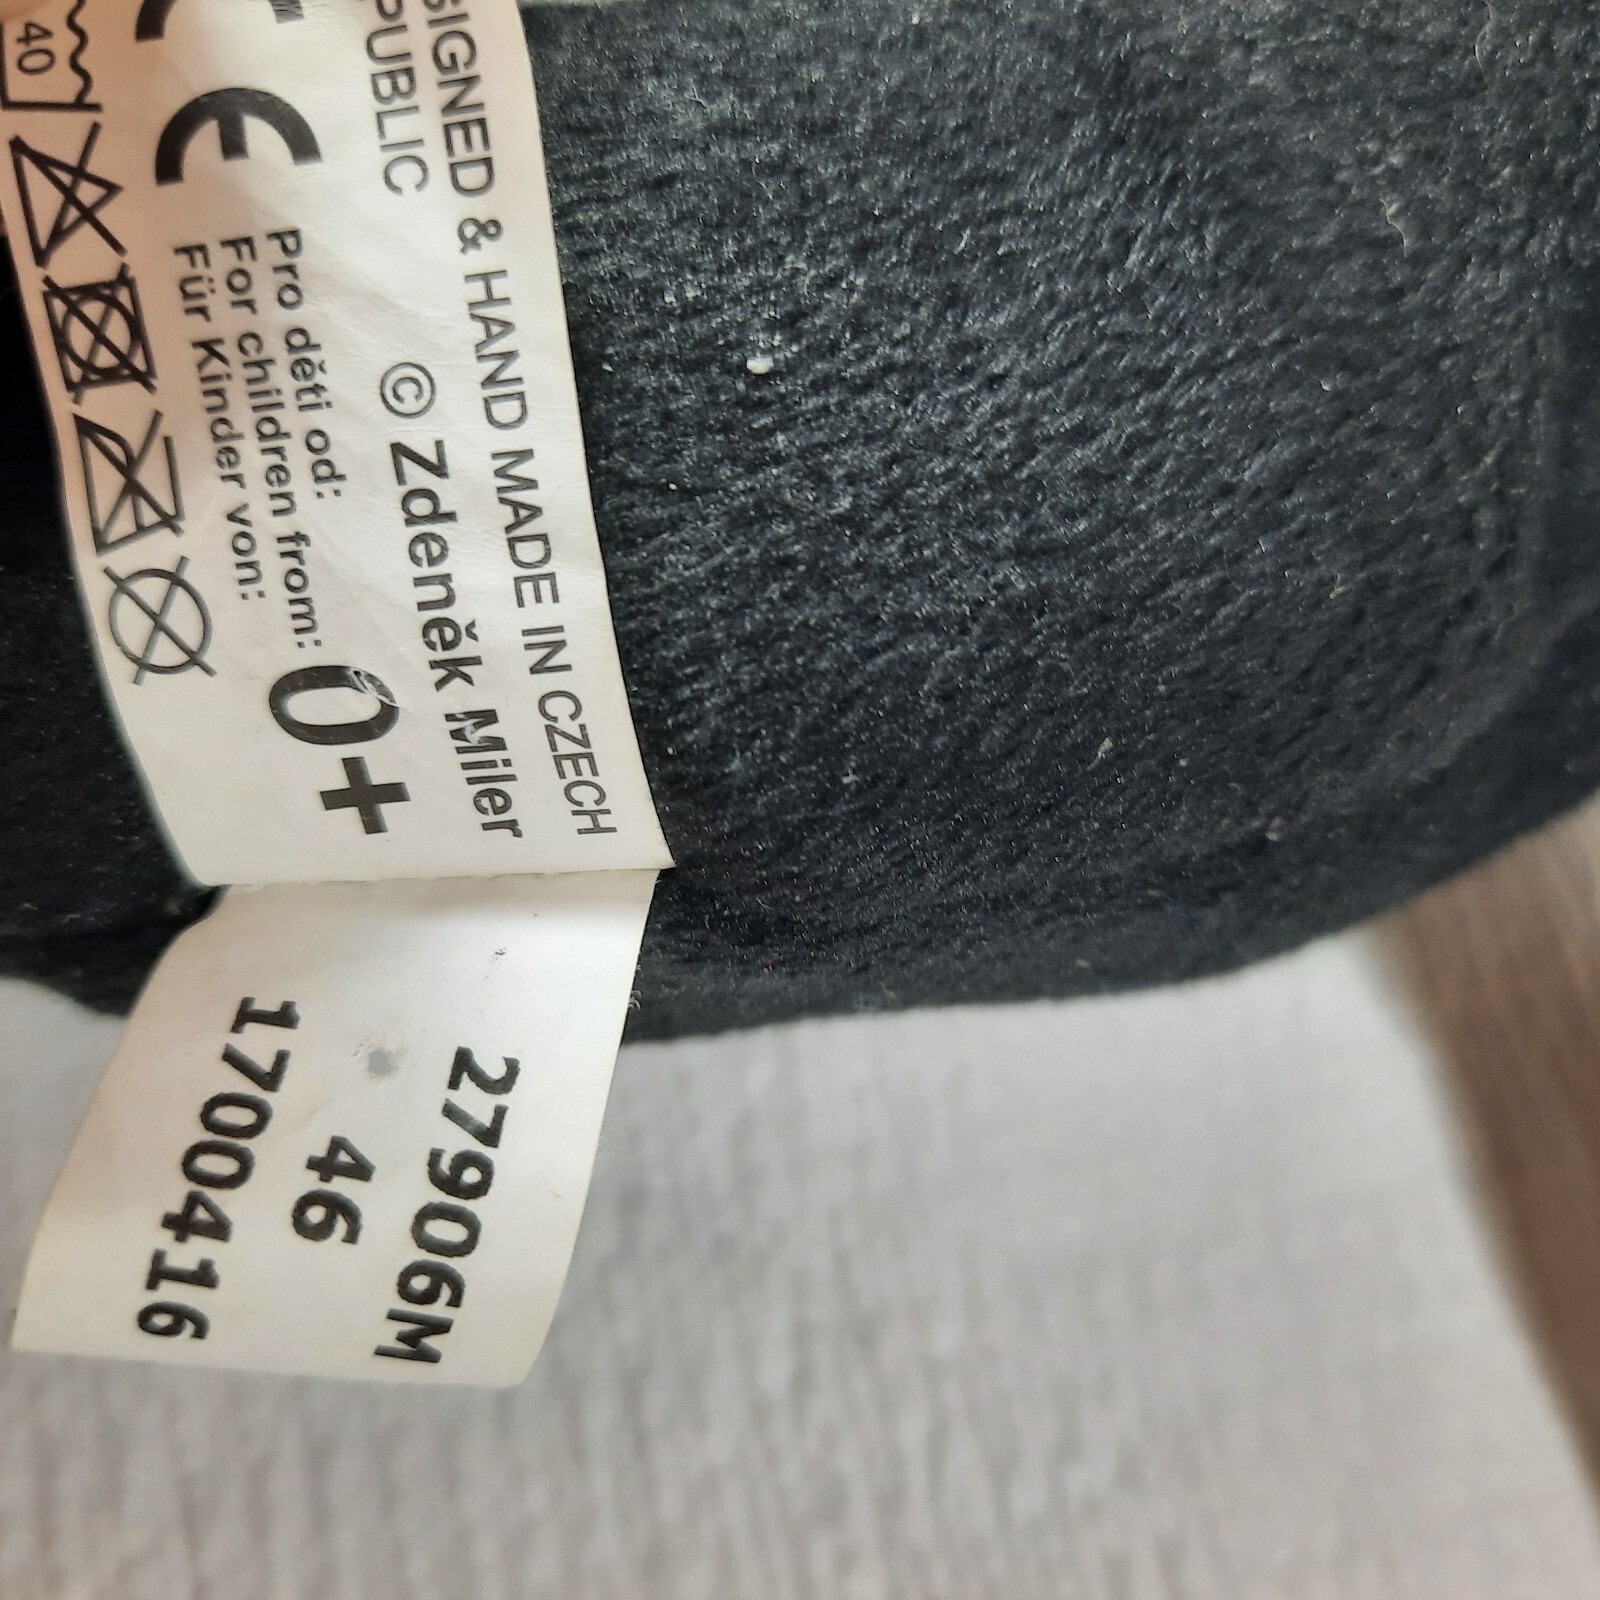 SIGNED & HAND MADE IN CZECH
PUBLIC
© Zdeněk Miler
Pro děti od:
For children from:
Für Kinder von:
0+
CE
40
27906M
46
1700416